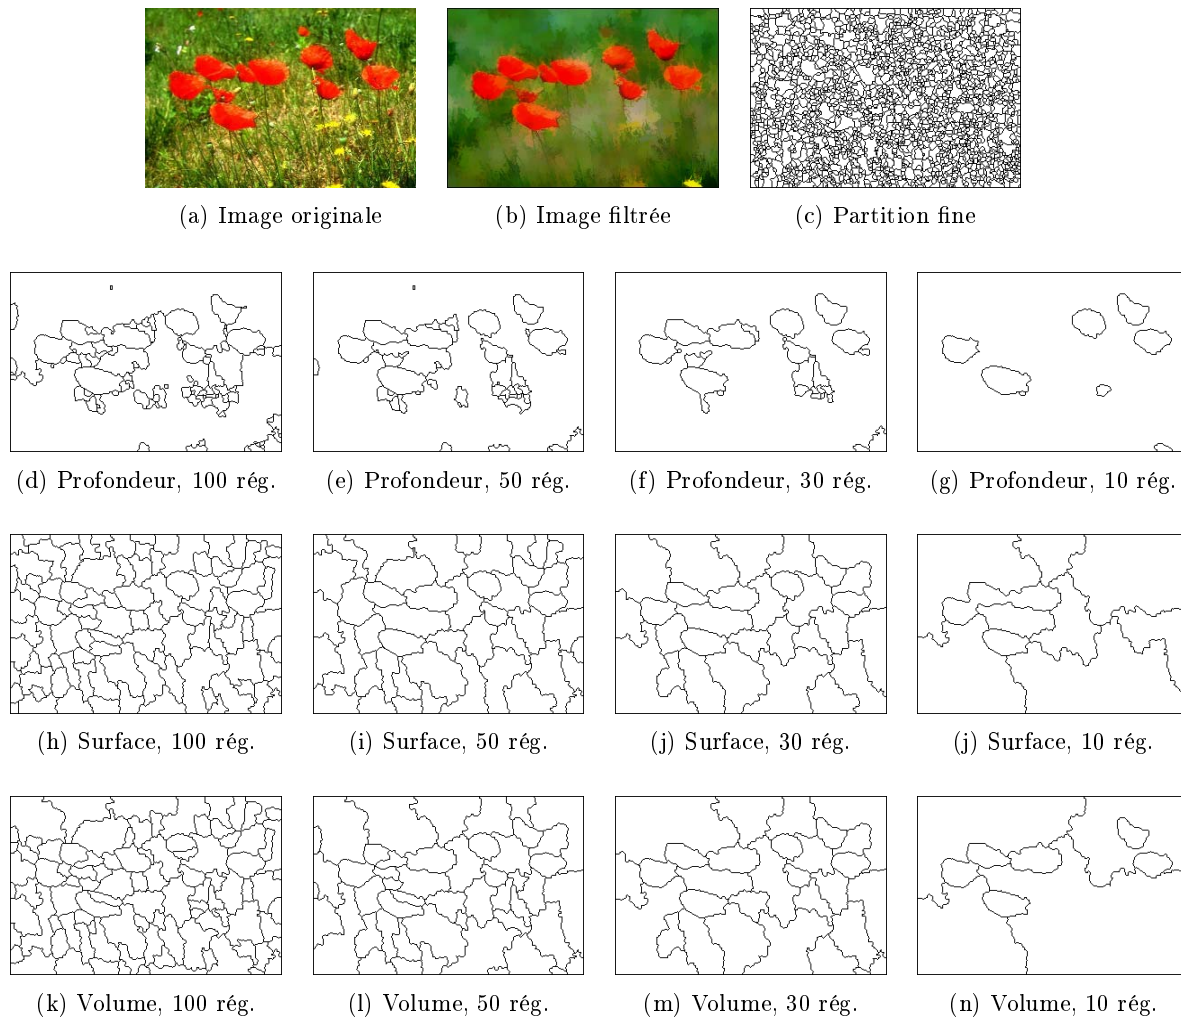 (a) Image originale
(b) Image filtrée
(c) Partition fine
(d) Profondeur, 100 rég.
(e) Profondeur, 50 rég.
(f) Profondeur, 30 rég.
(g) Profondeur, 10 rég.
(h) Surface, 100 rég.
(i) Surface, 50 rég.
(j) Surface, 30 rég.
(j) Surface, 10 rég.
(k) Volume, 100 rég.
(l) Volume, 50 rég.
(m) Volume, 30 rég.
(n) Volume, 10 rég.